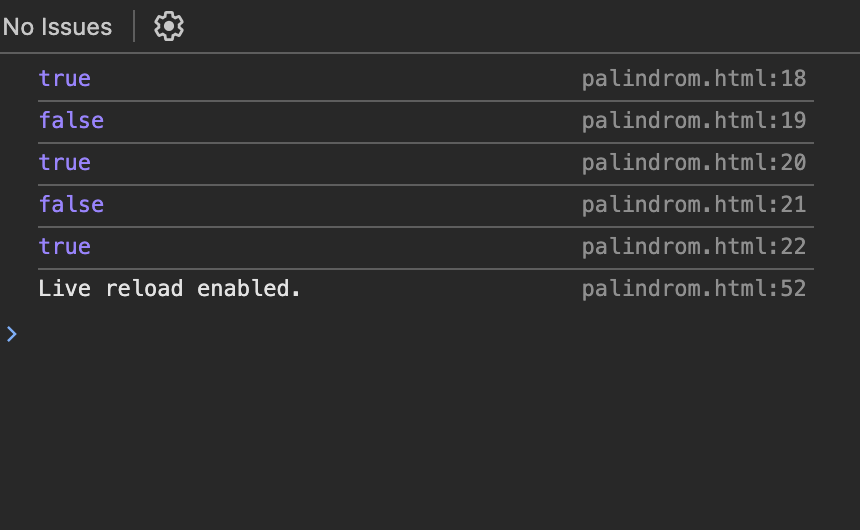 No Issues
true palindrom.html:18
false palindrom.html:19
true palindrom.html:20
false palindrom.html:21
true palindrom.html:22
Live reload enabled. palindrom.html:52